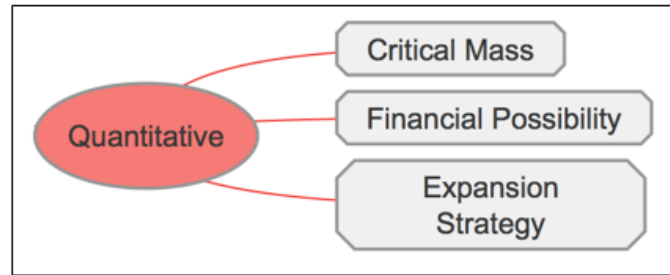 Critical Mass
Quantitative
Financial Possibility
Expansion
Strategy